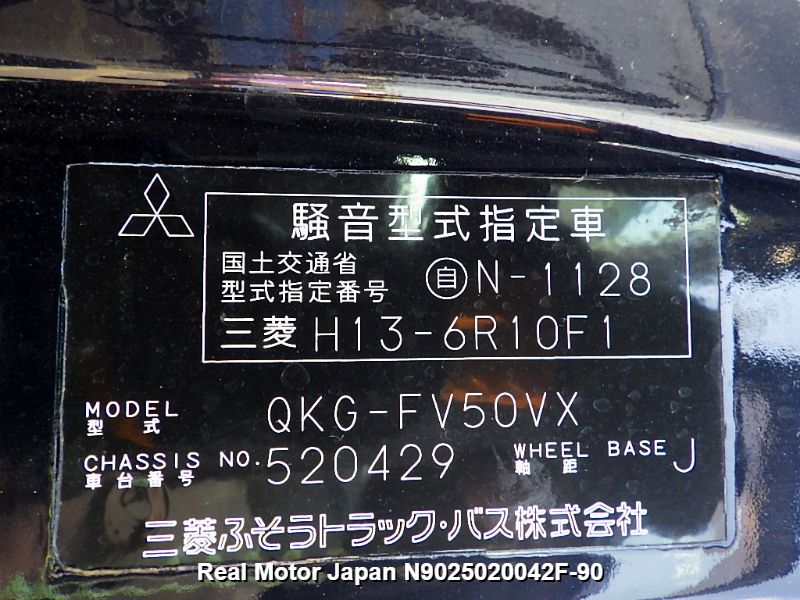 騒音型式指定車
国土交通省
型式指定番号 自N-1128
三菱 H13-6R10F1
MODEL QKG-FV50VX
型式
CHASSIS NO. 520429 WHEEL BASE J
車台番号 軸距
三菱ふそうトラック・バス株式会社
Real Motor Japan N9025020042F-90